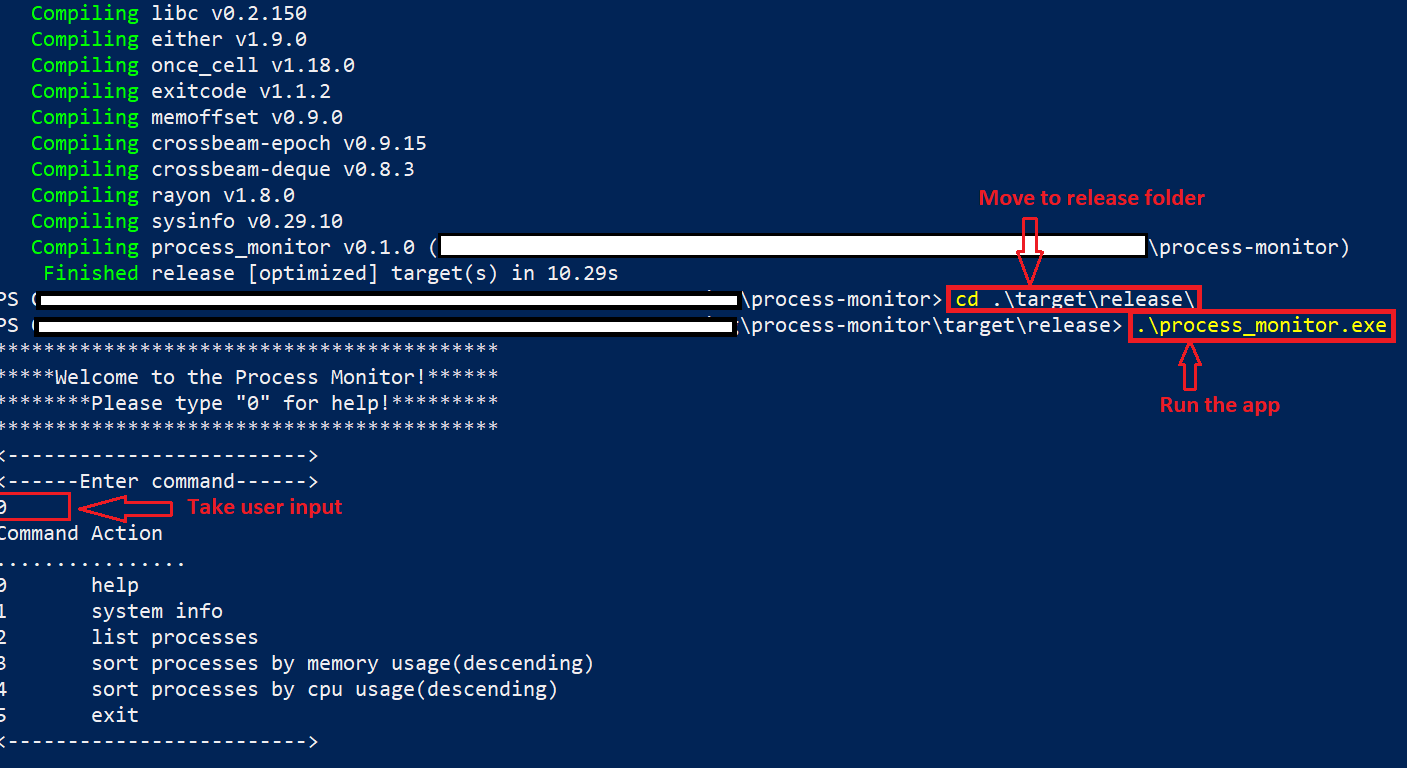 Compiling libc v0.2.150
Compiling either v1.9.0
Compiling once_cell v1.18.0
Compiling exitcode v1.1.2
Compiling memoffset v0.9.0
Compiling crossbeam-epoch v0.9.15
Compiling crossbeam-deque v0.8.3
Compiling rayon v1.8.0
Compiling sysinfo v0.29.10
Move to release folder
Compiling process_monitor v0.1.0 (\process-monitor)
Finished release [optimized] target(s) in 10.29s
PS C\process-monitor> cd .\target\release\
PS C\process-monitor\target\release> .\process_monitor.exe
******************************************
*****Welcome to the Process Monitor!******
********Please type "0" for help!*********
Run the app
******************************************
<------------------------->
<------Enter command------>
0
Take user input
Command Action
................
0 help
1 system info
2 list processes
3 sort processes by memory usage(descending)
4 sort processes by cpu usage(descending)
5 exit
<------------------------->